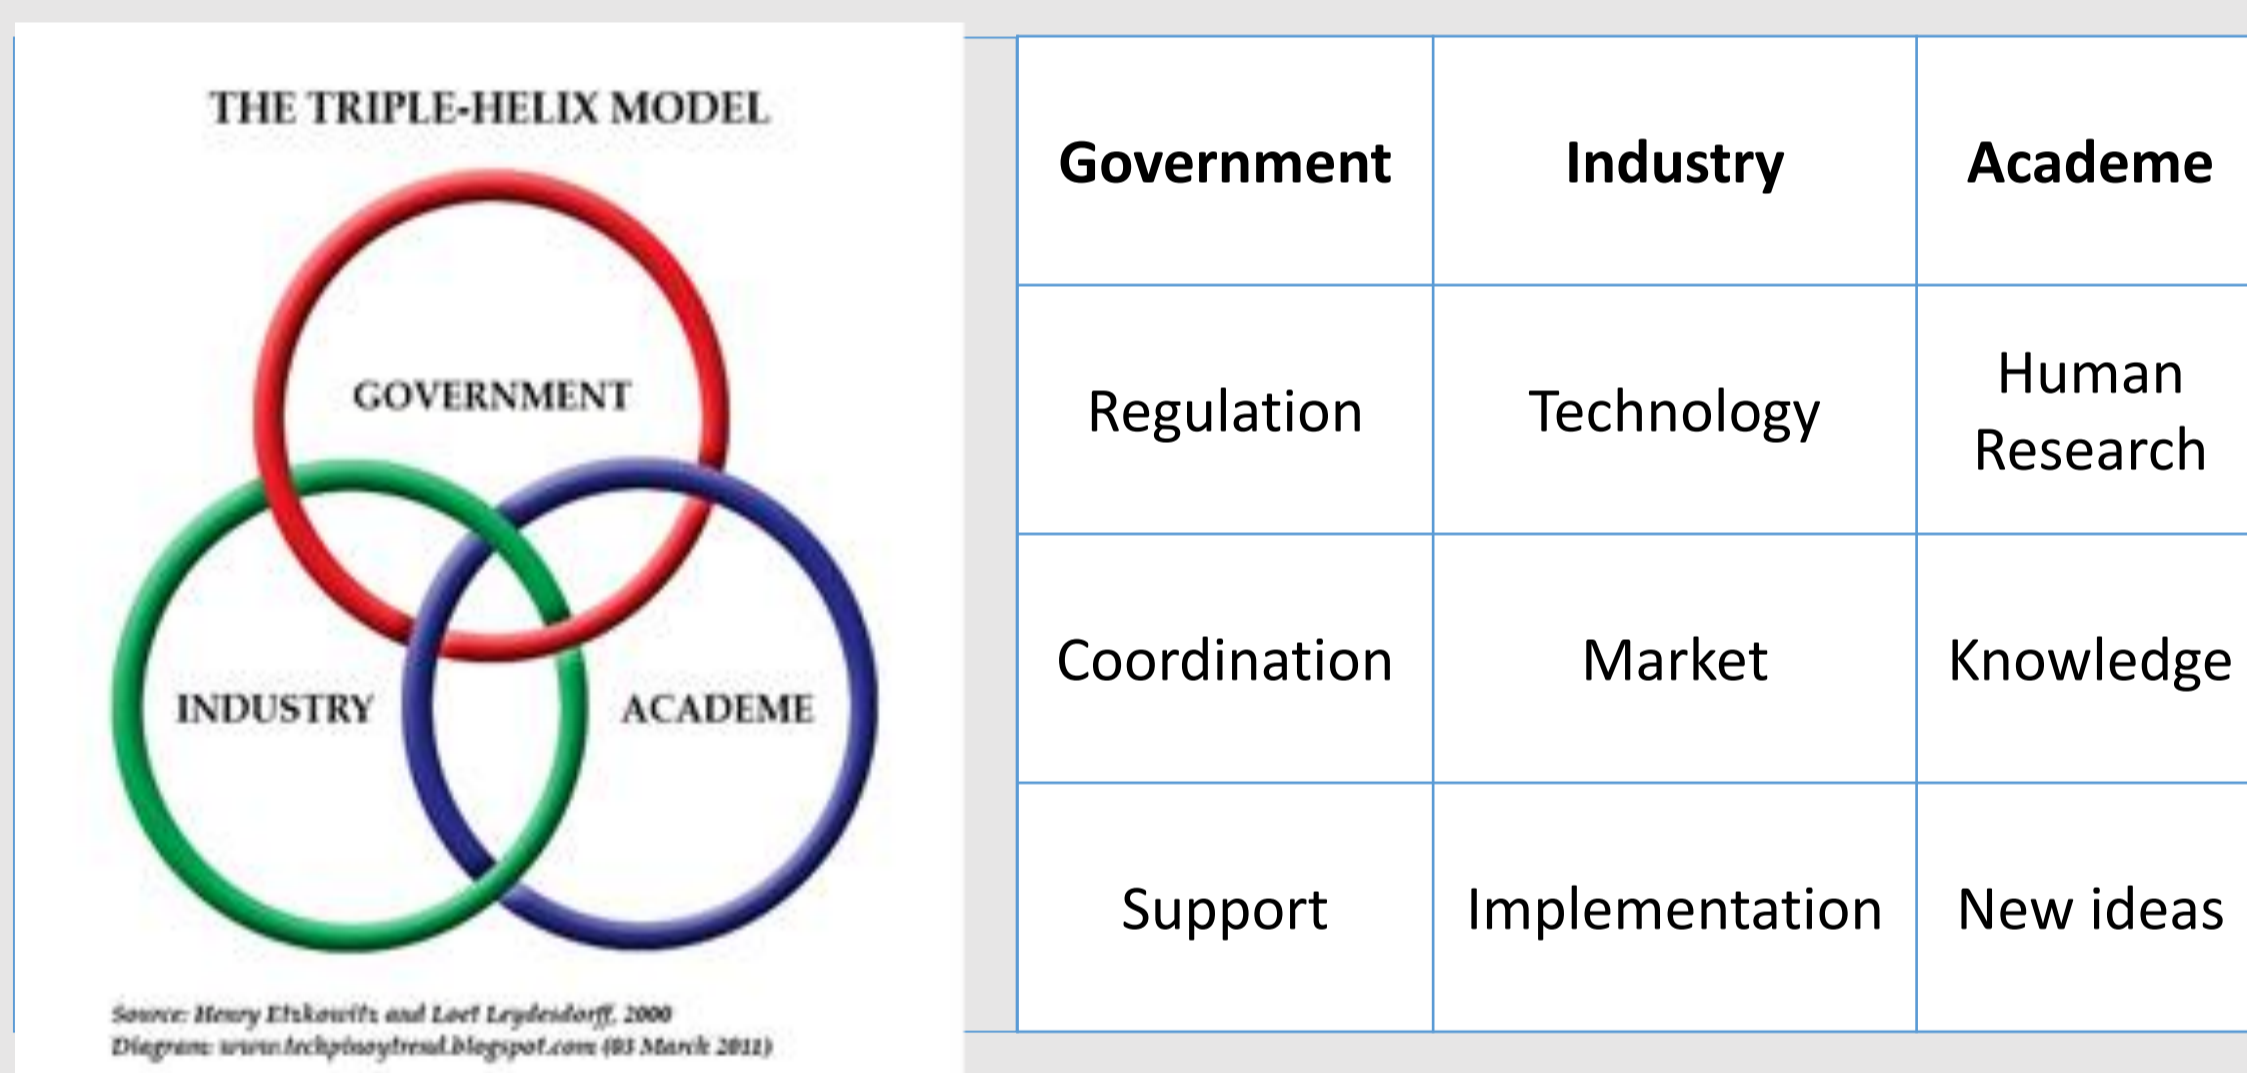 THE TRIPLE-HELIX MODEL
GOVERNMENT
INDUSTRY
ACADEME
Source: Henry Etzkowitz and Loet Leydesdorff, 2000
Diagram: www.techpinoytrend.blogspot.com (03 March 2011)
Government
Industry
Academe
Regulation
Technology
Human
Research
Coordination
Market
Knowledge
Support
Implementation
New ideas